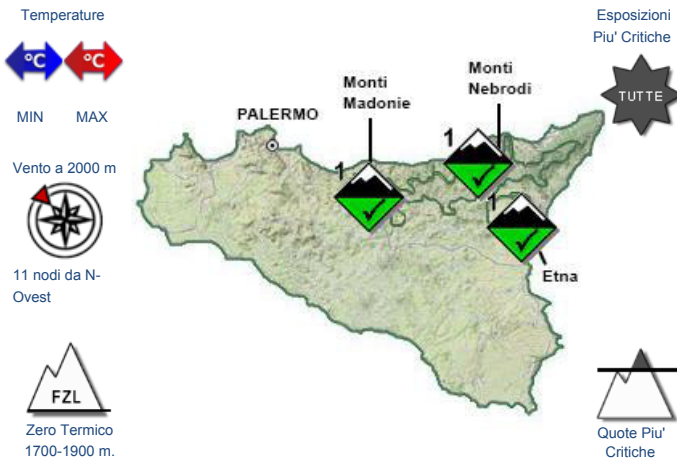 Temperature
°C °C
MIN MAX
Vento a 2000 m
11 nodi da N-
Ovest
FZL
Zero Termico
1700-1900 m.
PALERMO
Monti
Madonie
1
Monti
Nebrodi
1
1
Etna
Esposizioni
Piu' Critiche
TUTTE
Quote Piu'
Critiche